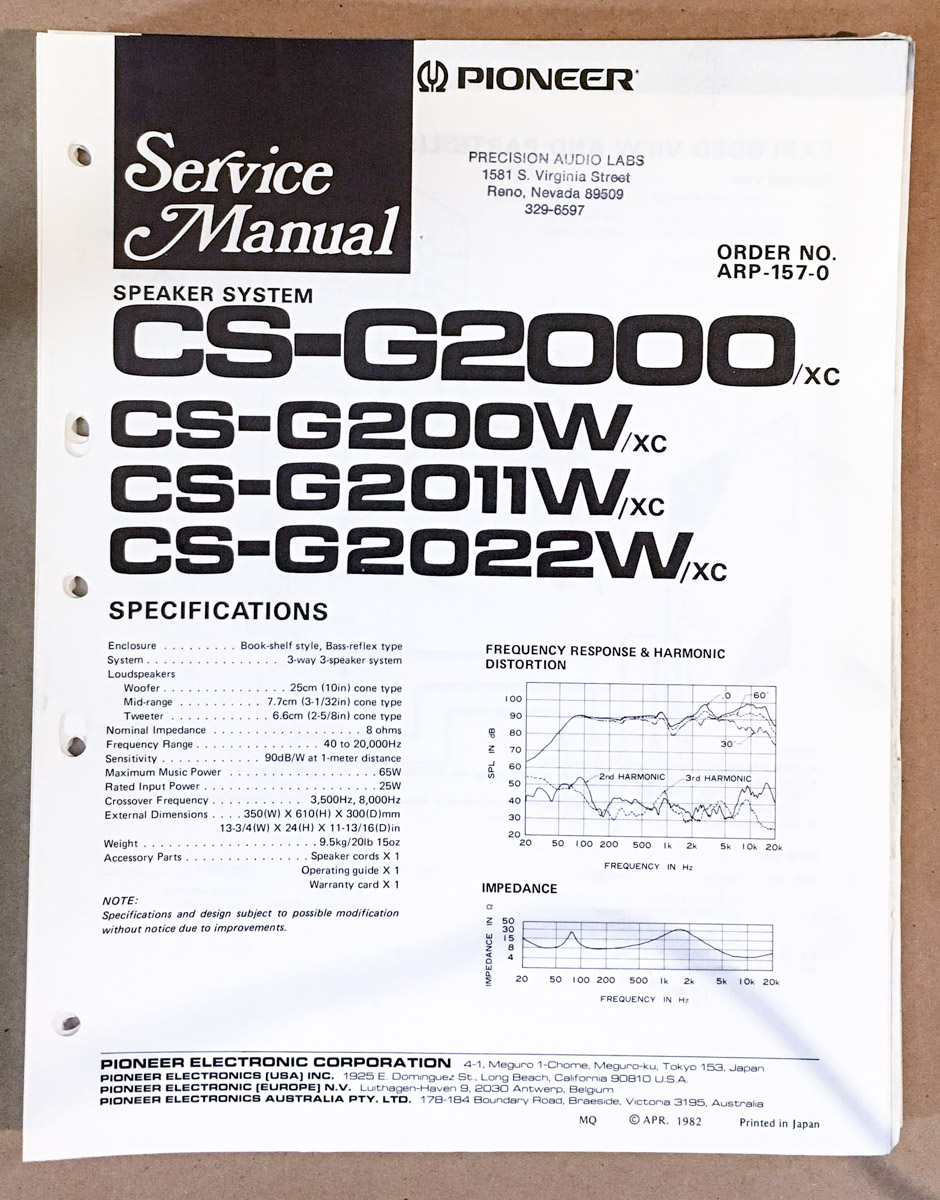 PIONEER
Service
Manual
PRECISION AUDIO LABS
1581 S. Virginia Street
Reno, Nevada 89509
329-6597
ORDER NO.
ARP-157-0
SPEAKER SYSTEM
CS-G2000/XC
CS-G200W/XC
CS-G2011W/XC
CS-G2022W/XC
SPECIFICATIONS
Enclosure . . . . . . . . . Book-shelf style, Bass-reflex type
System . . . . . . . . . . . . . . . . 3-way 3-speaker system
Loudspeakers
Woofer . . . . . . . . . . . . . . . 25cm (10in) cone type
Mid-range . . . . . . . . . . 7.7cm (3-1/32in) cone type
Tweeter . . . . . . . . . . . . . 6.6cm (2-5/8in) cone type
Nominal Impedance . . . . . . . . . . . . . . . . . . . 8 ohms
Frequency Range . . . . . . . . . . . . . . . 40 to 20,000Hz
Sensitivity . . . . . . . . . . . . . 90dB/W at 1-meter distance
Maximum Music Power . . . . . . . . . . . . . . . . . . 65W
Rated Input Power . . . . . . . . . . . . . . . . . . . . . 25W
Crossover Frequency . . . . . . . . . . . . 3,500Hz, 8,000Hz
External Dimensions . . . . 350(W) X 610(H) X 300(D)mm
13-3/4(W) X 24(H) X 11-13/16(D)in
Weight . . . . . . . . . . . . . . . . . . . . . 9.5kg/20lb 15oz
Accessory Parts . . . . . . . . . . . . . . . Speaker cords X 1
Operating guide X 1
Warranty card X 1
NOTE:
Specifications and design subject to possible modification
without notice due to improvements.
FREQUENCY RESPONSE & HARMONIC
DISTORTION
SPL IN dB
100
90
80
70
60
50
40
30
20
0
60
30
2nd HARMONIC
3rd HARMONIC
20 50 100 200 500 1k 2k 5k 10k 20k
FREQUENCY IN Hz
IMPEDANCE
IMPEDANCE IN Ω
50
30
15
8
4
20 50 100 200 500 1k 2k 5k 10k 20k
FREQUENCY IN Hz
PIONEER ELECTRONIC CORPORATION 4-1, Meguro 1-Chome, Meguro-ku, Tokyo 153, Japan
PIONEER ELECTRONICS [USA] INC. 1925 E. Dominguez St., Long Beach, California 90810 U.S.A.
PIONEER ELECTRONIC [EUROPE] N.V. Luithagen-Haven 9, 2030 Antwerp, Belgium
PIONEER ELECTRONICS AUSTRALIA PTY. LTD. 178-184 Boundary Road, Braeside, Victoria 3195, Australia
MQ © APR. 1982 Printed in Japan